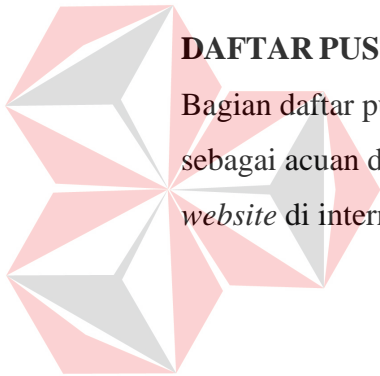 DAFTAR PUS
Bagian daftar pu
sebagai acuan d
website di intern